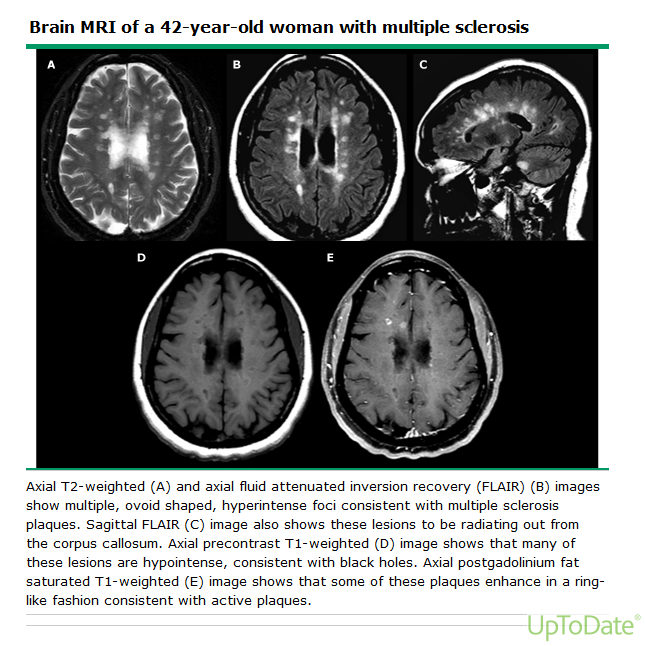 Brain MRI of a 42-year-old woman with multiple sclerosis
A
B
C
D
E
Axial T2-weighted (A) and axial fluid attenuated inversion recovery (FLAIR) (B) images
show multiple, ovoid shaped, hyperintense foci consistent with multiple sclerosis
plaques. Sagittal FLAIR (C) image also shows these lesions to be radiating out from
the corpus callosum. Axial precontrast T1-weighted (D) image shows that many of
these lesions are hypointense, consistent with black holes. Axial postgadolinium fat
saturated T1-weighted (E) image shows that some of these plaques enhance in a ring-
like fashion consistent with active plaques.
UpToDate®